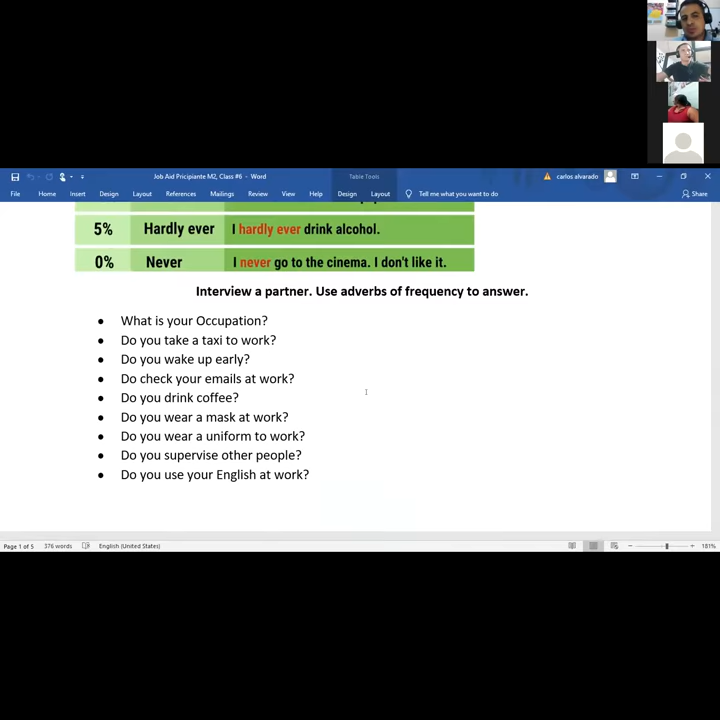 Job Aid Pricipiante M2, Class #6 - Word
Table Tools
carlos alvarado
File Home Insert Design Layout References Mailings Review View Help Design Layout Tell me what you want to do Share
5% Hardly ever I hardly ever drink alcohol.
0% Never I never go to the cinema. I don't like it.
Interview a partner. Use adverbs of frequency to answer.
• What is your Occupation?
• Do you take a taxi to work?
• Do you wake up early?
• Do check your emails at work?
• Do you drink coffee?
• Do you wear a mask at work?
• Do you wear a uniform to work?
• Do you supervise other people?
• Do you use your English at work?
Page 1 of 5 376 words English (United States) 181%